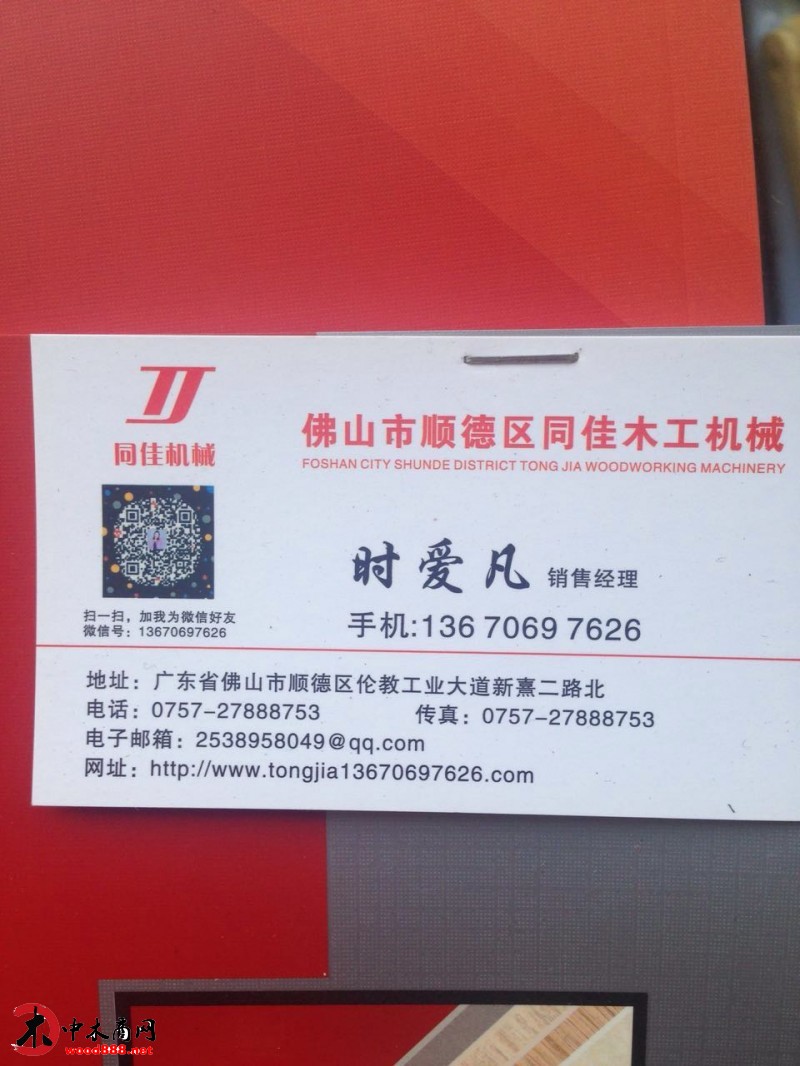 TJ
同佳机械
佛山市顺德区同佳木工机械
FOSHAN CITY SHUNDE DISTRICT TONG JIA WOODWORKING MACHINERY
时爱凡 销售经理
手机:136 7069 7626
扫一扫，加我为微信好友
微信号：13670697626
地址：广东省佛山市顺德区伦教工业大道新熹二路北
电话：0757-27888753 传真：0757-27888753
电子邮箱：2538958049@qq.com
网址：http://www.tongjia13670697626.com
木 中木商网
wood888.net